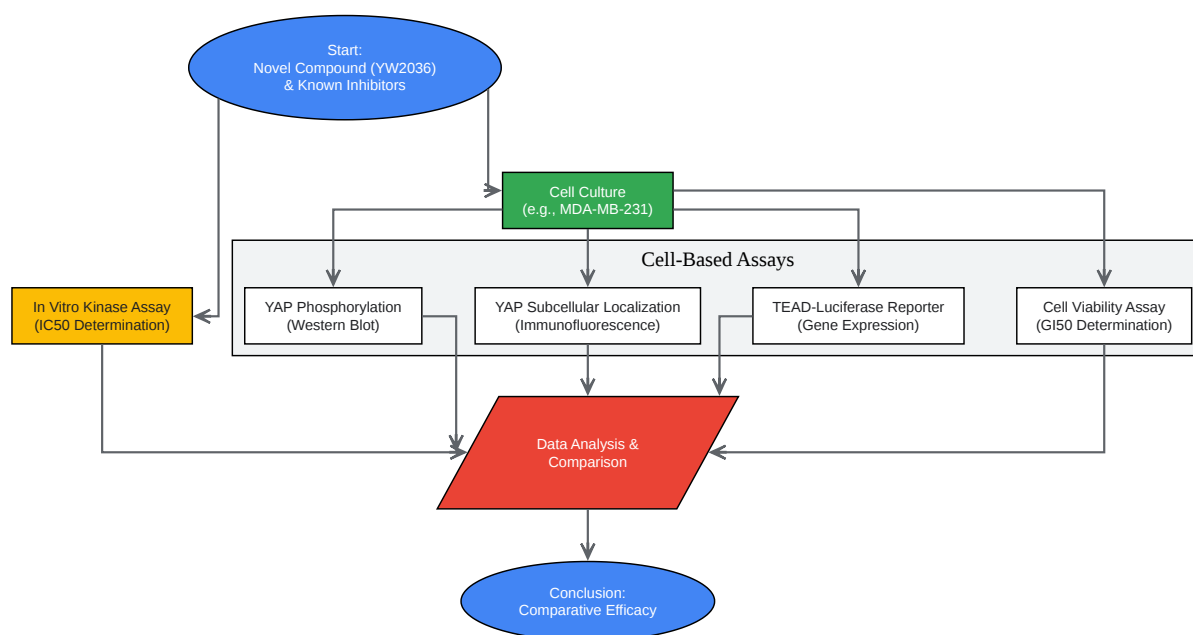 Start:
Novel Compound (YW2036)
& Known Inhibitors
Cell Culture
(e.g., MDA-MB-231)
Cell-Based Assays
In Vitro Kinase Assay
(IC50 Determination)
YAP Phosphorylation
(Western Blot)
YAP Subcellular Localization
(Immunofluorescence)
TEAD-Luciferase Reporter
(Gene Expression)
Cell Viability Assay
(GI50 Determination)
Data Analysis &
Comparison
Conclusion:
Comparative Efficacy